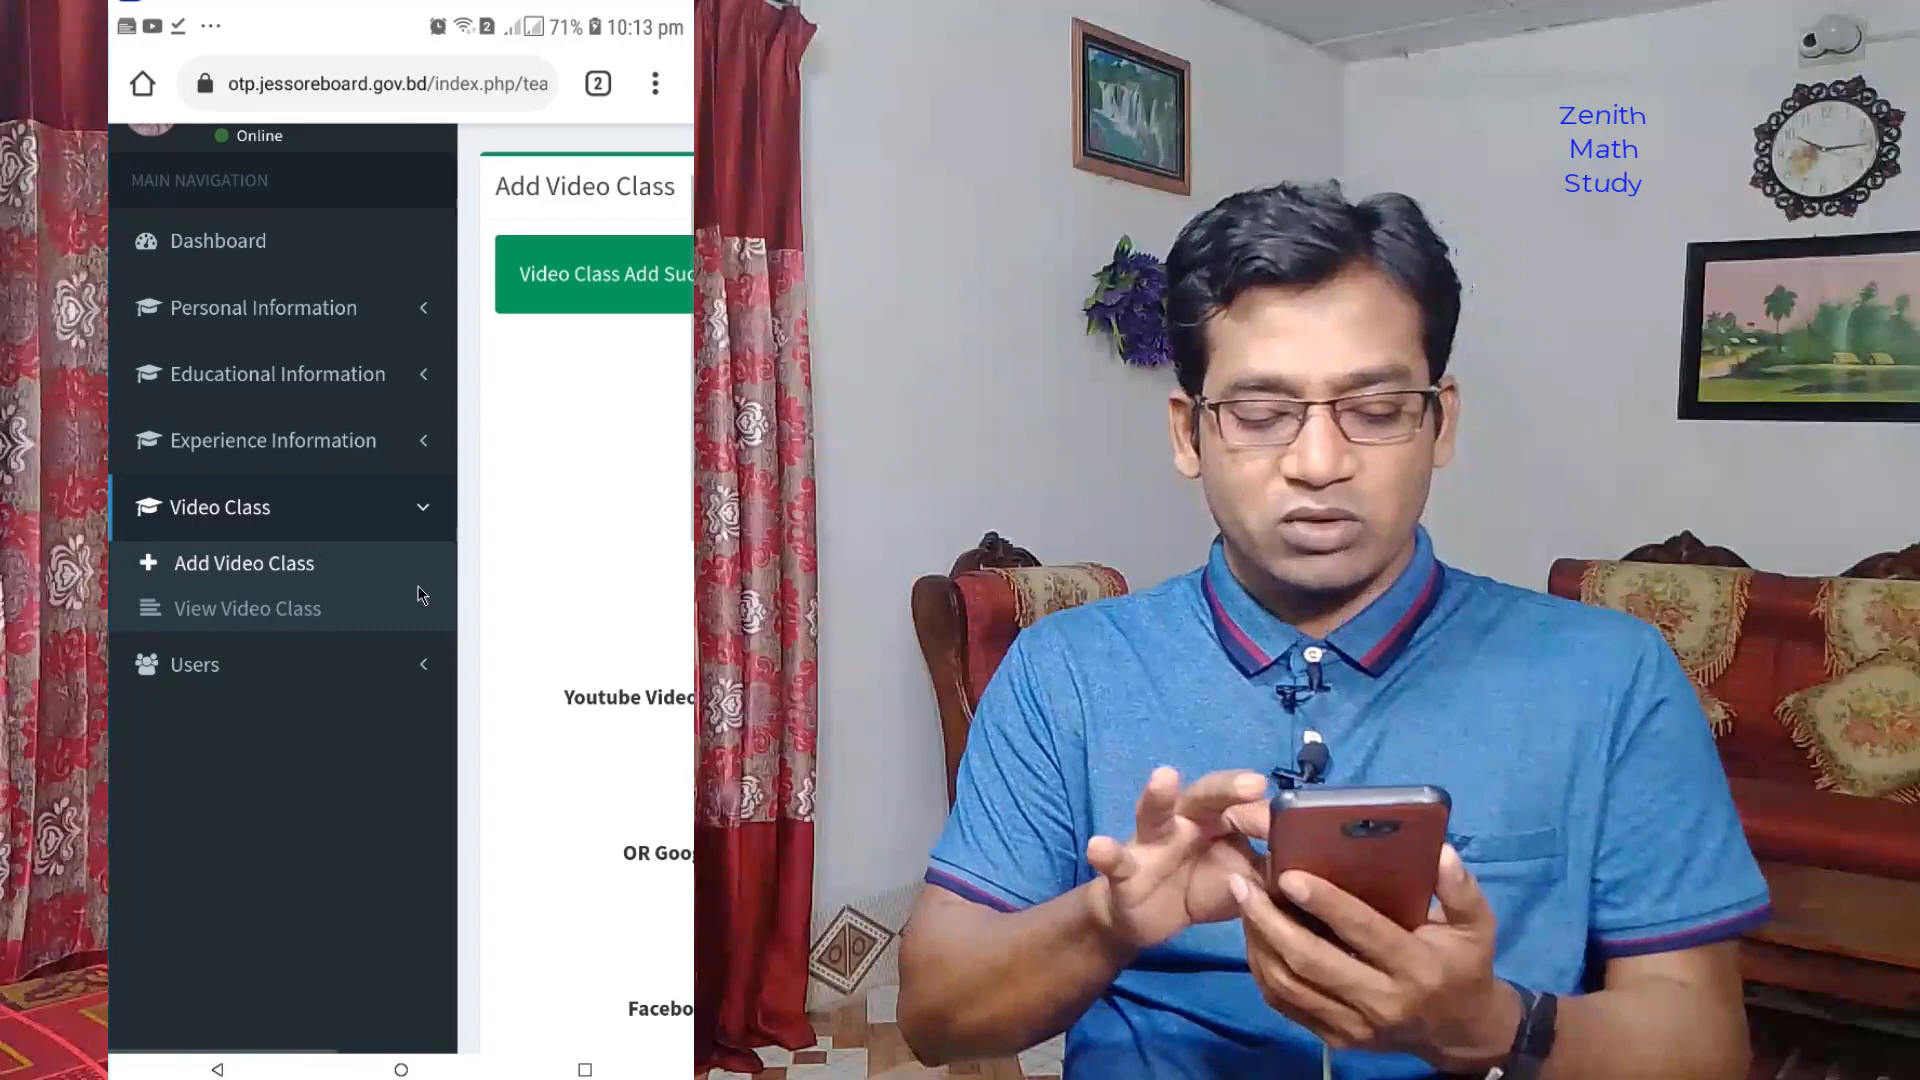 71% 10:13 pm
otp.jessoreboard.gov.bd/index.php/tea
2
Online
MAIN NAVIGATION
Dashboard
Personal Information
Educational Information
Experience Information
Video Class
Add Video Class
View Video Class
Users
Add Video Class
Video Class Add Suc
Youtube Video
OR Goog
Facebo
Zenith
Math
Study